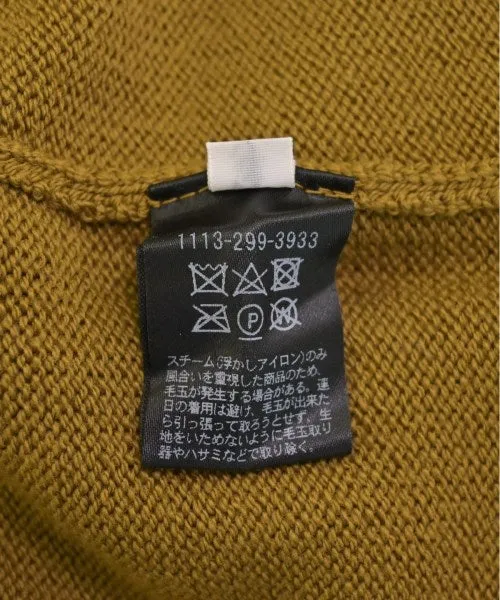 1113-299-3933
P
W
スチーム(浮かしアイロン)のみ
風合いを重視した商品のため、
毛玉が発生する場合がある。連
日の着用は避け、毛玉が出来た
ら引っ張って取ろうとせず、生
地をいためないように毛玉取り
器やハサミなどで取り除く。